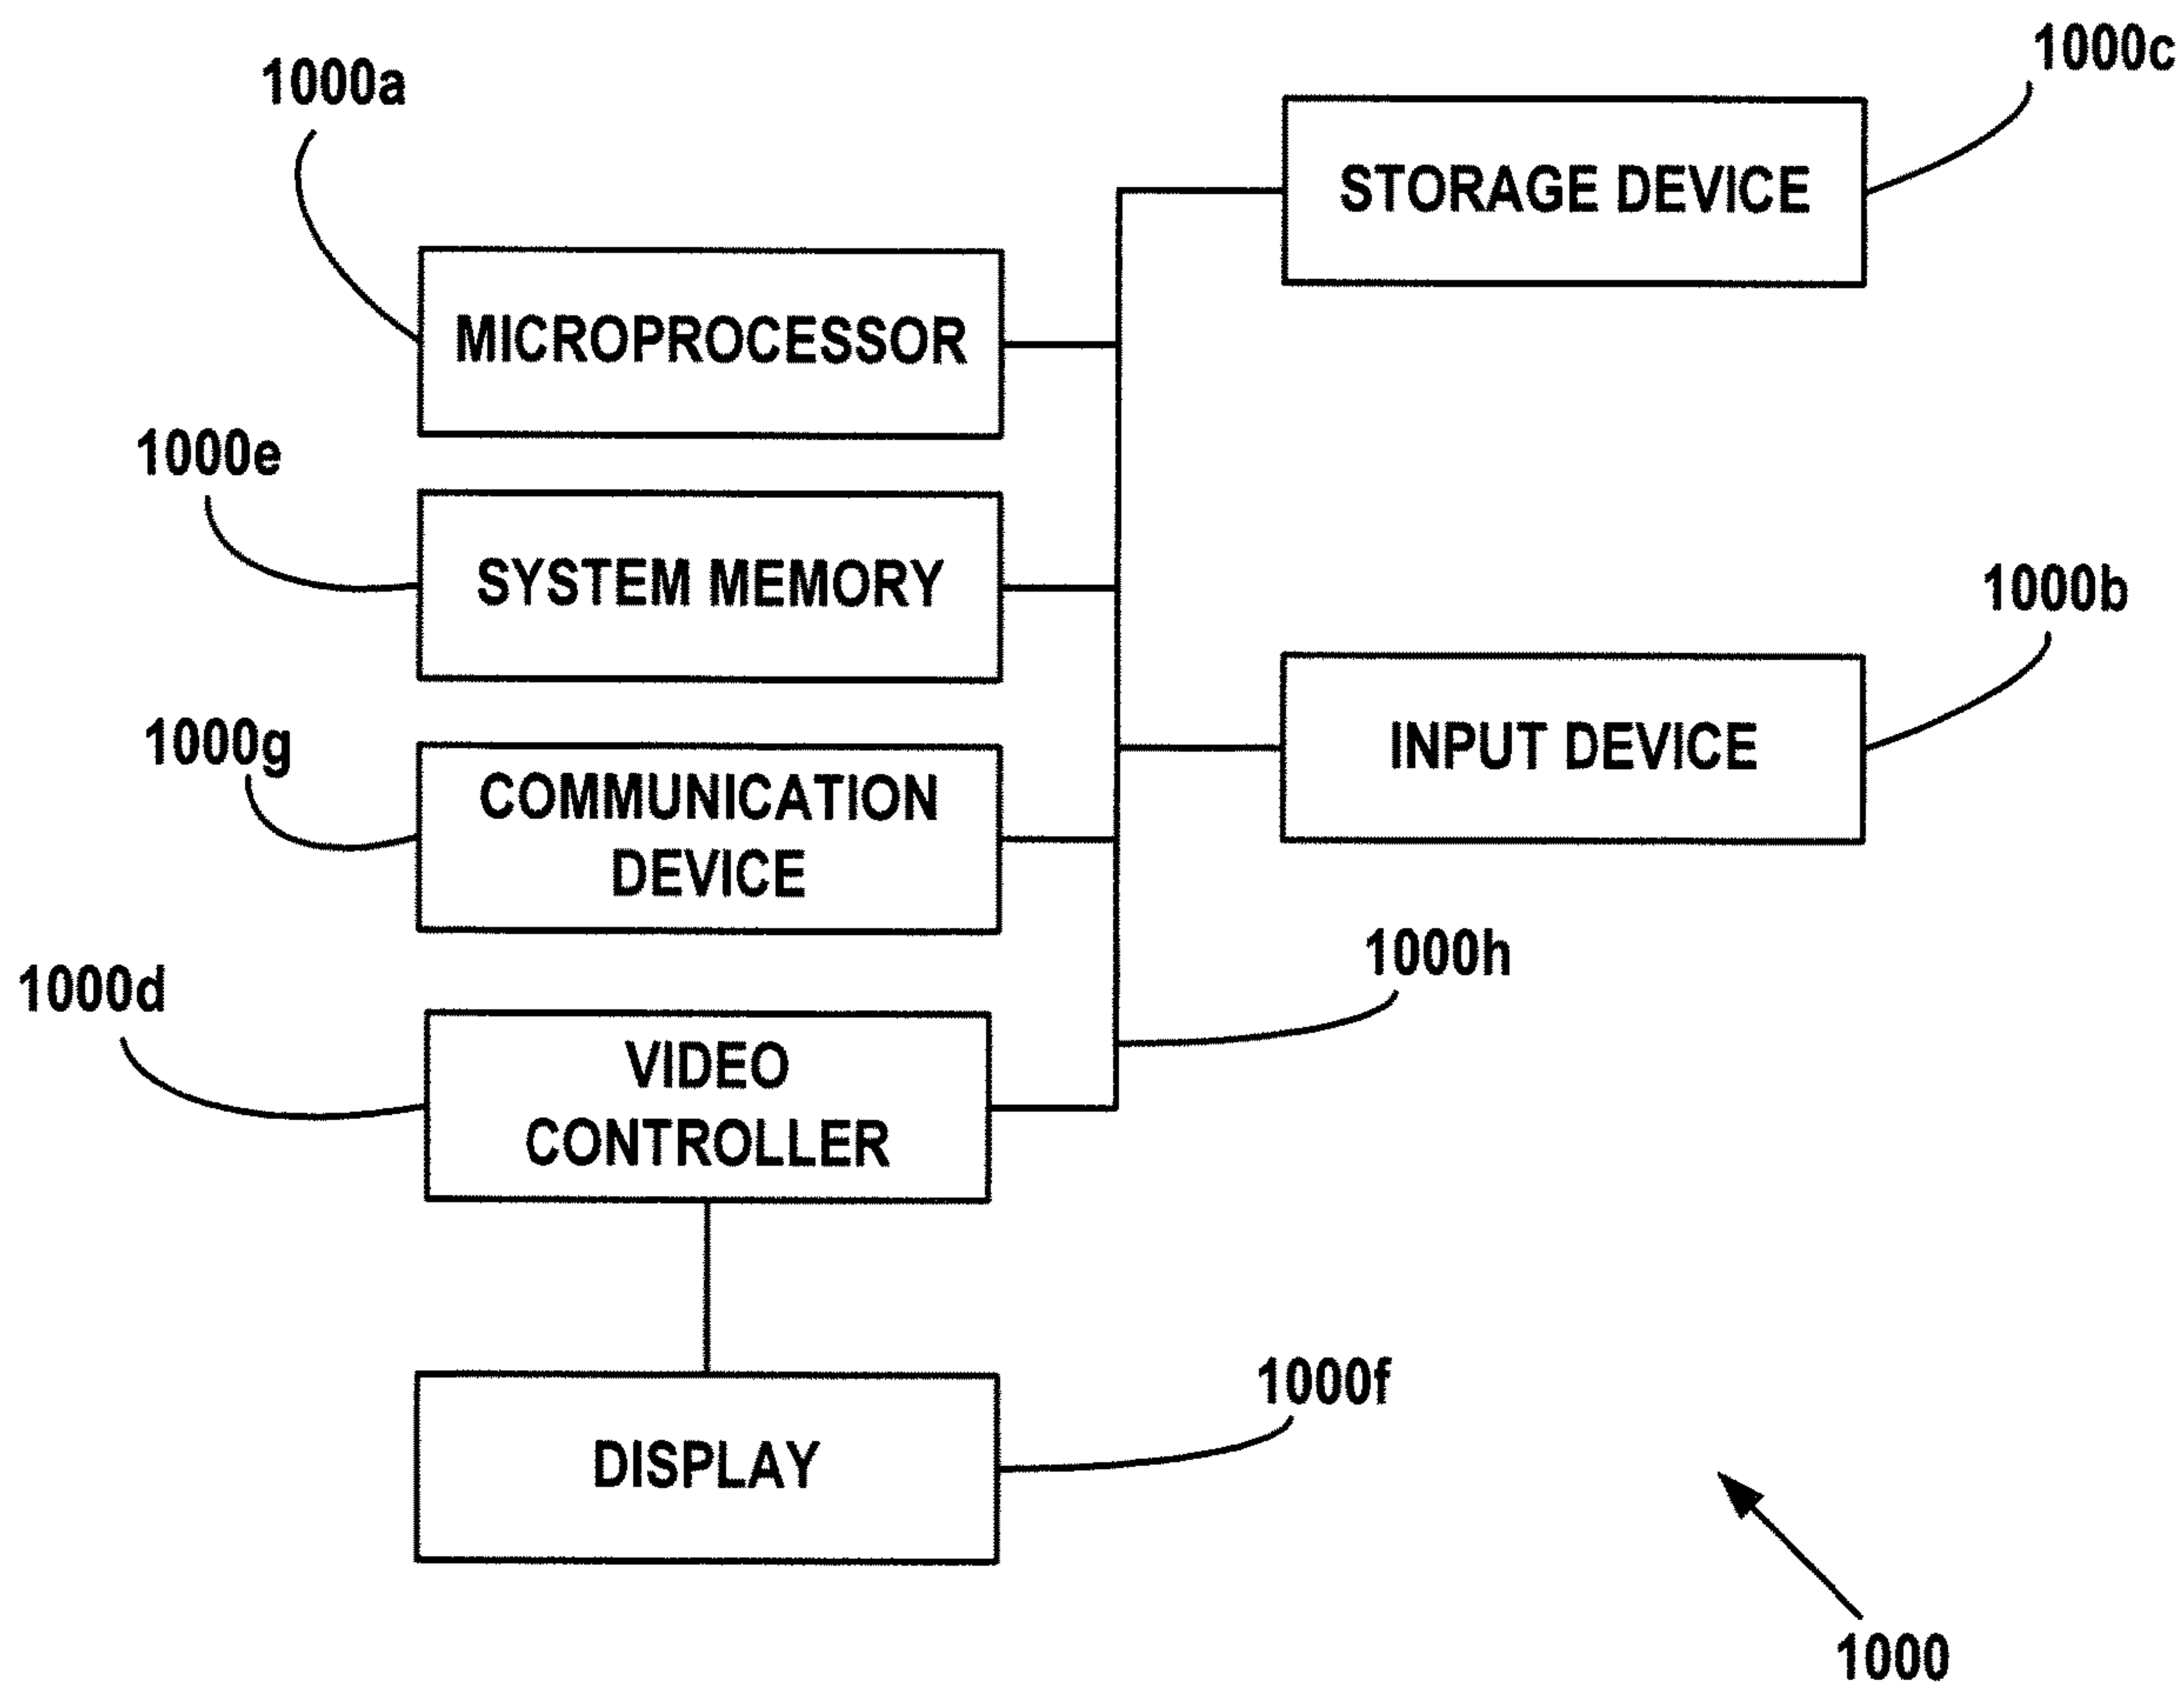 1000a
1000c
STORAGE DEVICE
MICROPROCESSOR
1000e
SYSTEM MEMORY
1000b
1000g
INPUT DEVICE
COMMUNICATION
DEVICE
1000h
1000d
VIDEO
CONTROLLER
1000f
DISPLAY
1000